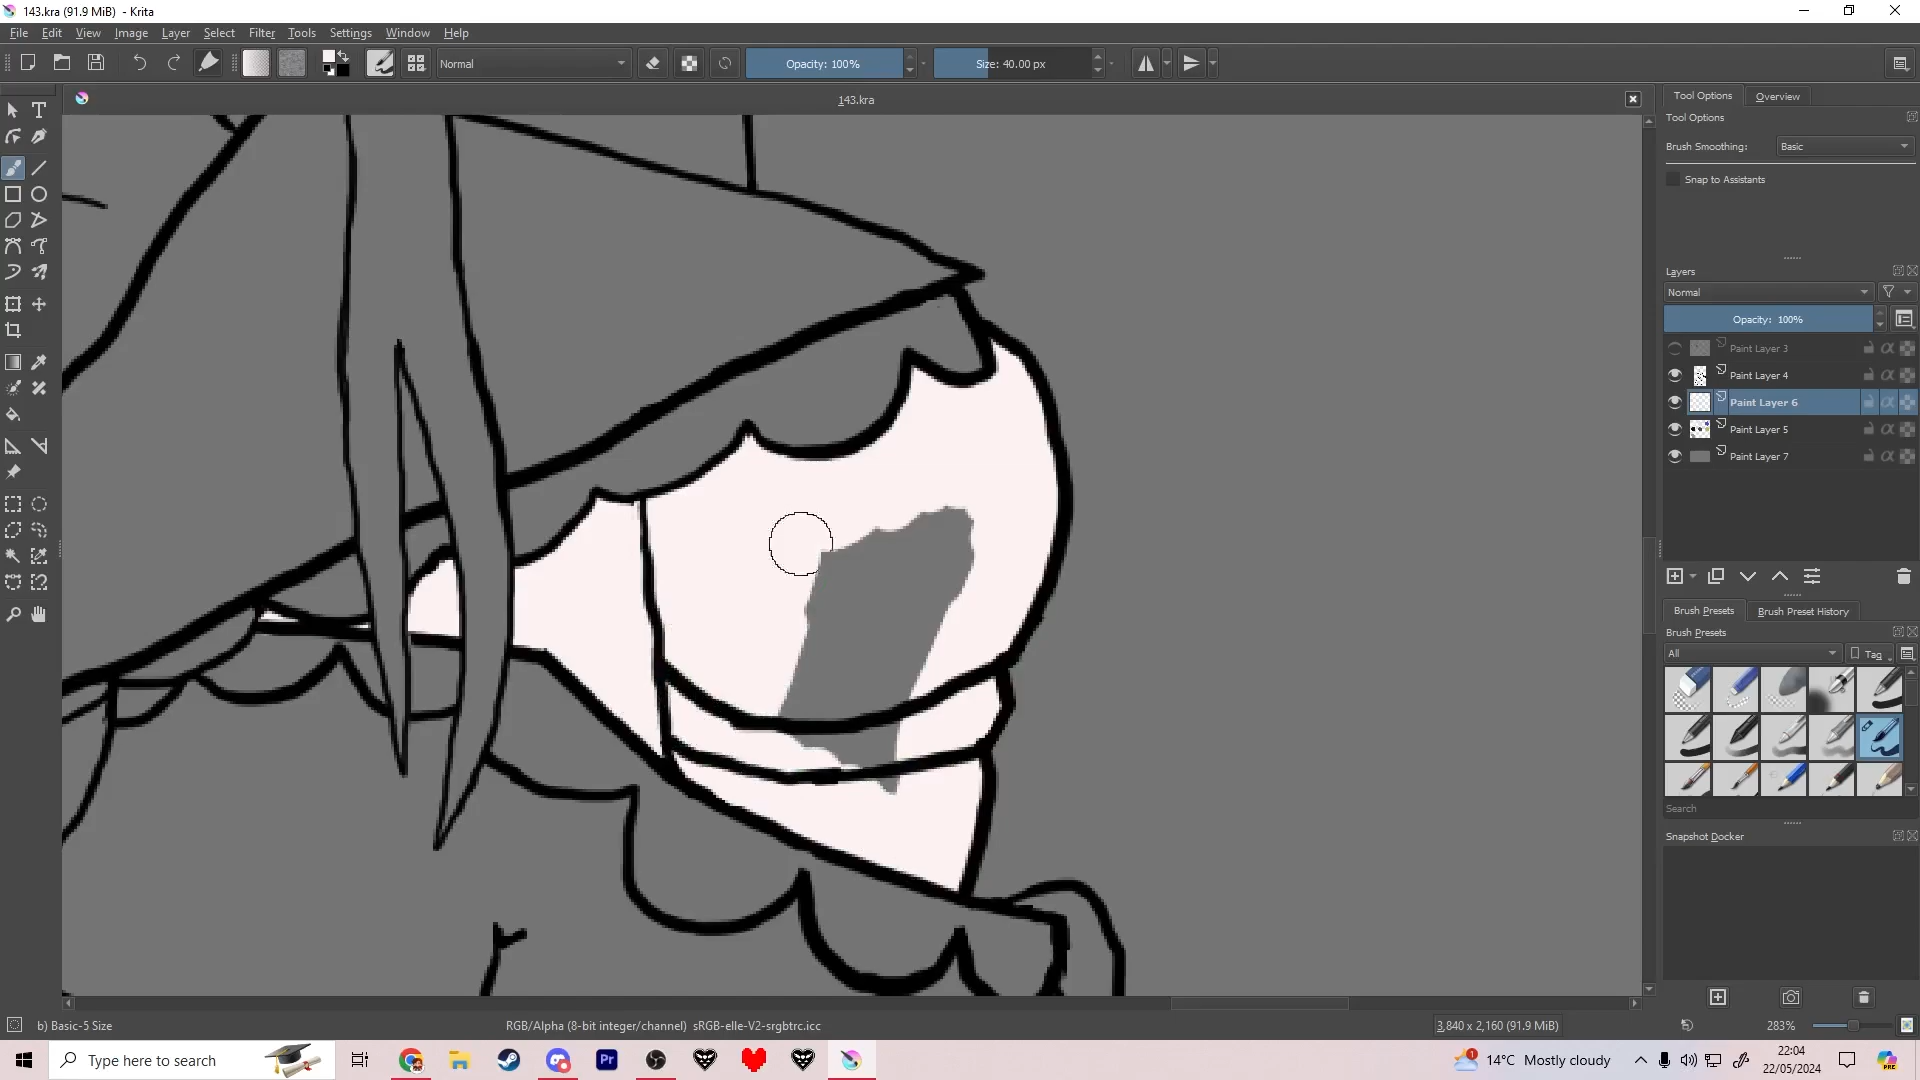 143.kra (91.9 MiB) - Krita
File Edit View Image Layer Select Filter Tools Settings Window Help
Normal Opacity: 100% Size: 40.00 px
143.kra
Tool Options Overview
Tool Options
Brush Smoothing: Basic
Snap to Assistants
Layers
Normal
Opacity: 100%
Paint Layer 3
Paint Layer 4
Paint Layer 6
Paint Layer 5
Paint Layer 7
Brush Presets Brush Preset History
Brush Presets
All Tag
Search
Snapshot Docker
b) Basic-5 Size RGB/Alpha (8-bit integer/channel) sRGB-elle-V2-srgbtrc.icc 3,840 x 2,160 (91.9 MiB) 283%
Type here to search 14°C Mostly cloudy 22:04
22/05/2024